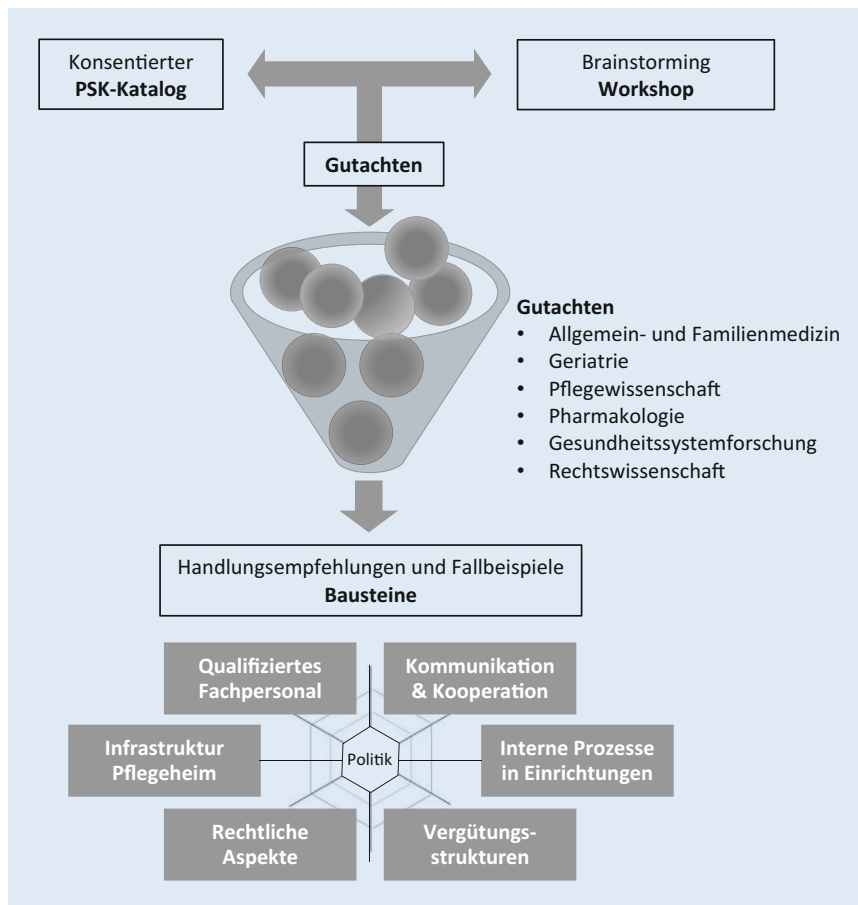 Konsentierter
PSK-Katalog
Brainstorming
Workshop
Gutachten
Gutachten
• Allgemein- und Familienmedizin
• Geriatrie
• Pflegewissenschaft
• Pharmakologie
• Gesundheitssystemforschung
• Rechtswissenschaft
Handlungsempfehlungen und Fallbeispiele
Bausteine
Qualifiziertes
Fachpersonal
Kommunikation
& Kooperation
Infrastruktur
Pflegeheim
Politik
Interne Prozesse
in Einrichtungen
Rechtliche
Aspekte
Vergütungs-
strukturen